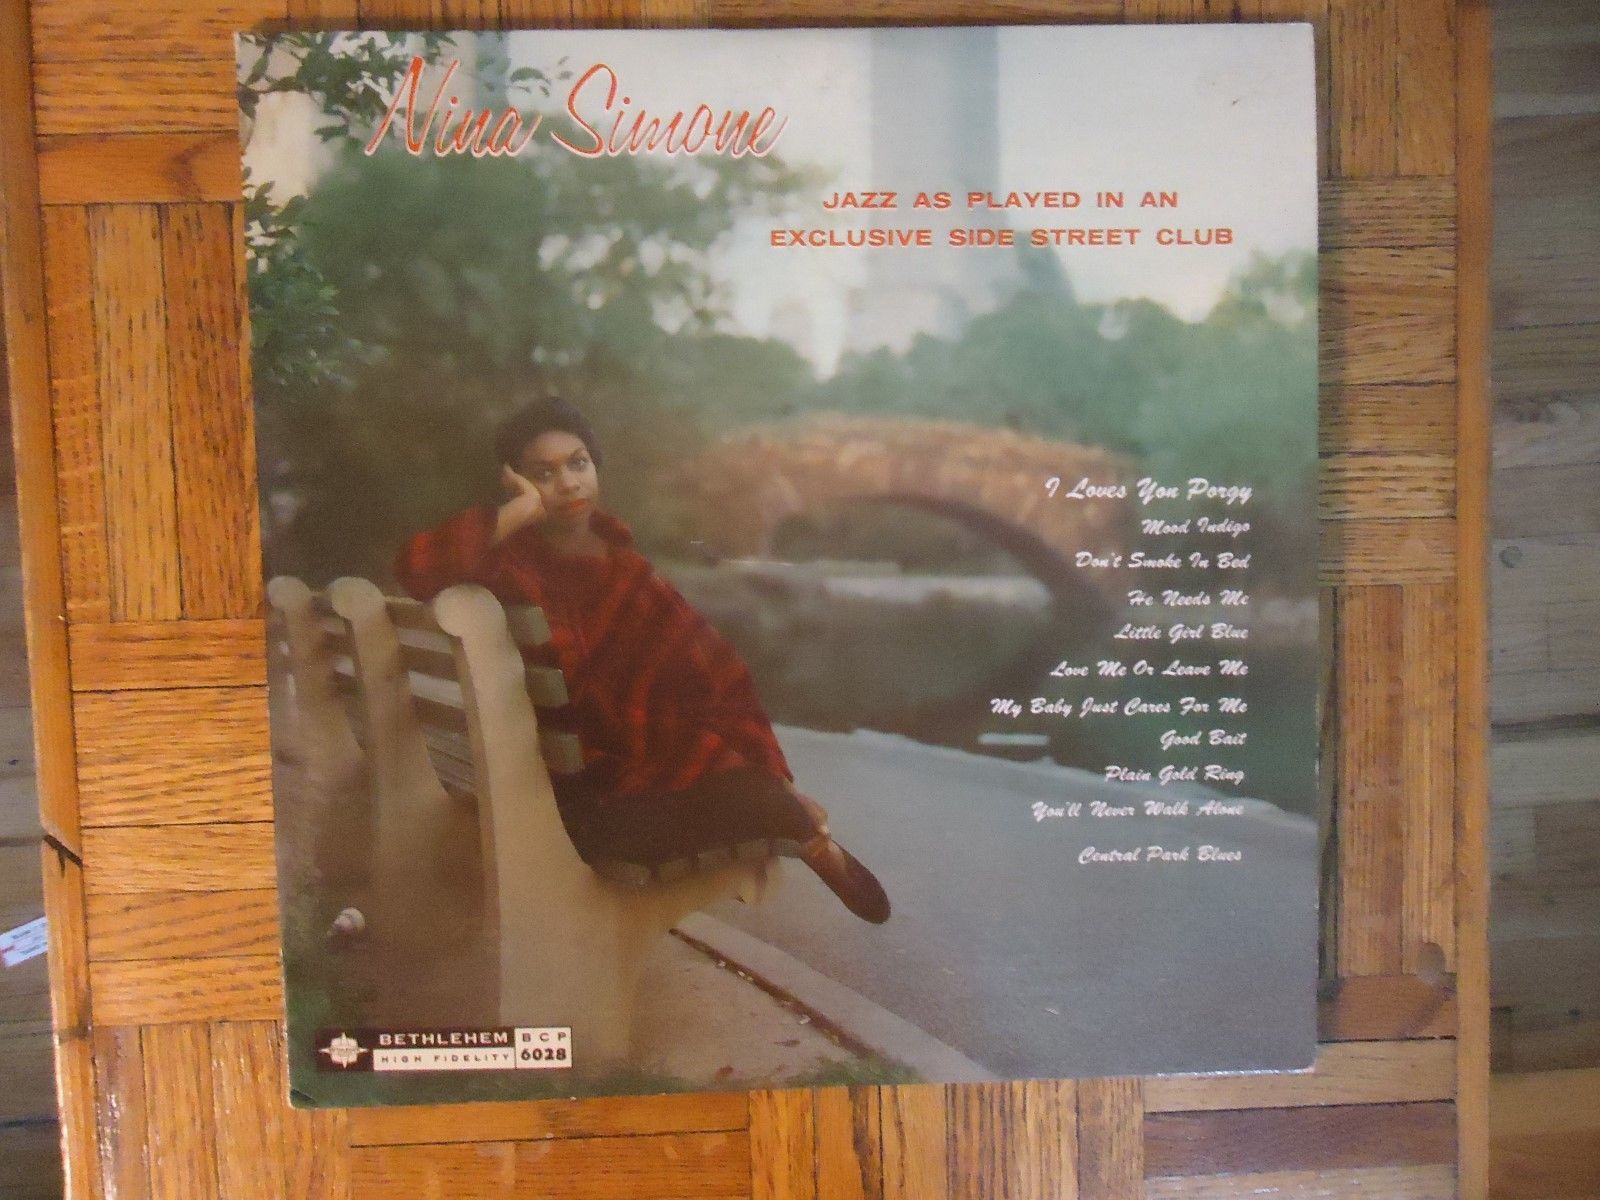 Nina Simone
JAZZ AS PLAYED IN AN
EXCLUSIVE SIDE STREET CLUB
I Loves You Porgy
Mood Indigo
Don't Smoke In Bed
He Needs Me
Little Girl Blue
Love Me Or Leave Me
My Baby Just Cares For Me
Good Bait
Plain Gold Ring
You'll Never Walk Alone
Central Park Blues
BETHLEHEM BCP
HIGH FIDELITY 6028